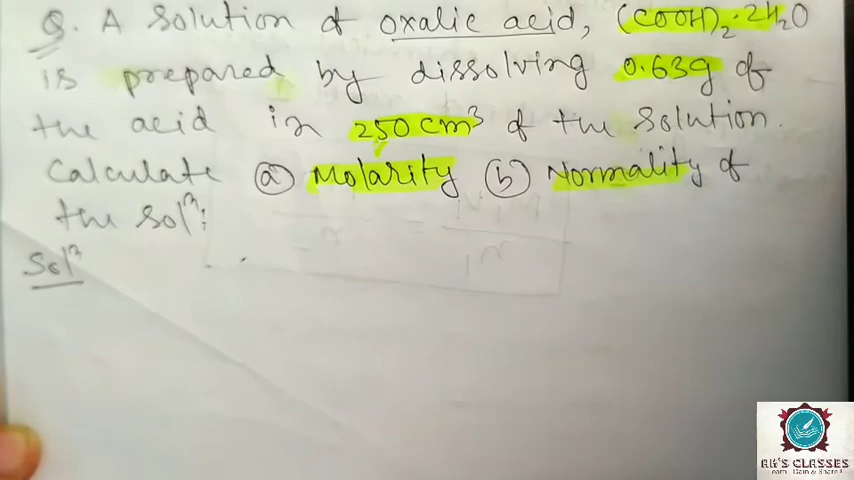 Q. A Solution of oxalic acid, (COOH)₂·2H₂O
is prepared by dissolving 0.63g of
the acid in 250 cm³ of the Solution.
Calculate ⓐ Molarity ⓑ Normality of
the Solⁿ:
Solⁿ
RK'S CLASSES